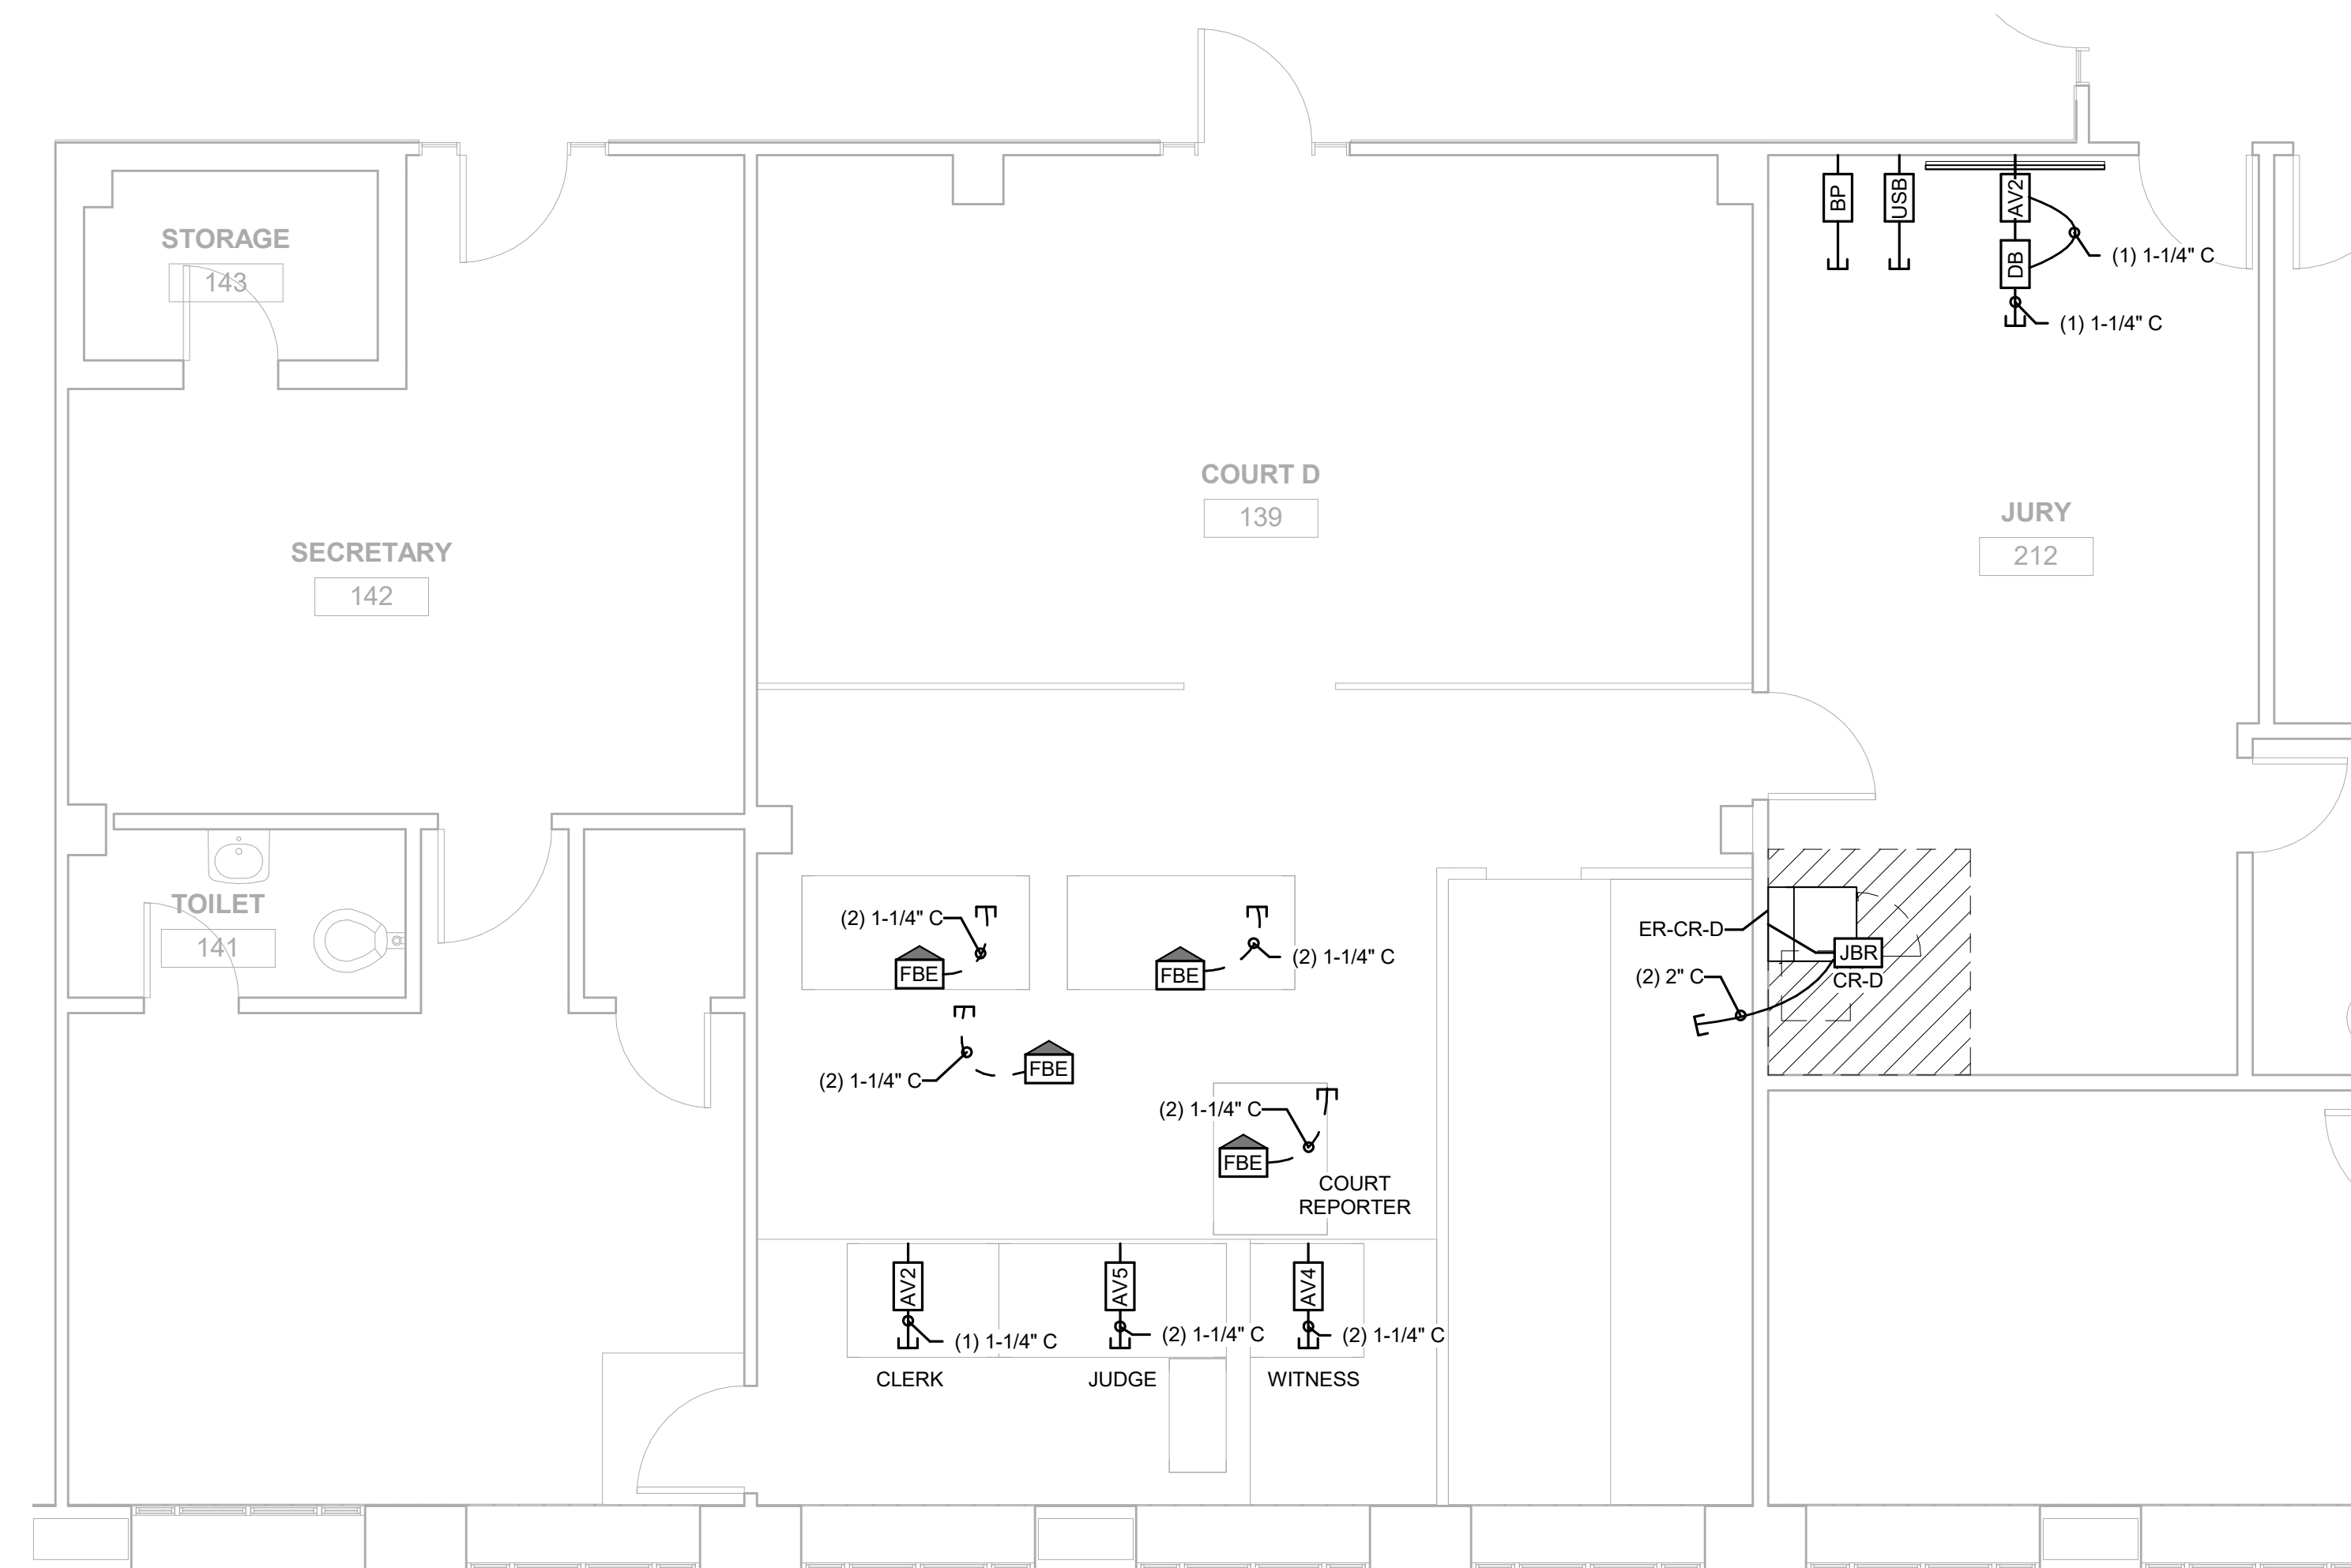 BP
USB
AV2
DB
(1) 1-1/4" C
(1) 1-1/4" C
STORAGE
143
COURT D
139
JURY
212
SECRETARY
142
TOILET
141
(2) 1-1/4" C
FBE
(2) 1-1/4" C
FBE
ER-CR-D
JBR
CR-D
(2) 2" C
(2) 1-1/4" C
FBE
(2) 1-1/4" C
FBE
COURT
REPORTER
AV2
(1) 1-1/4" C
CLERK
AV5
(2) 1-1/4" C
JUDGE
AV4
(2) 1-1/4" C
WITNESS